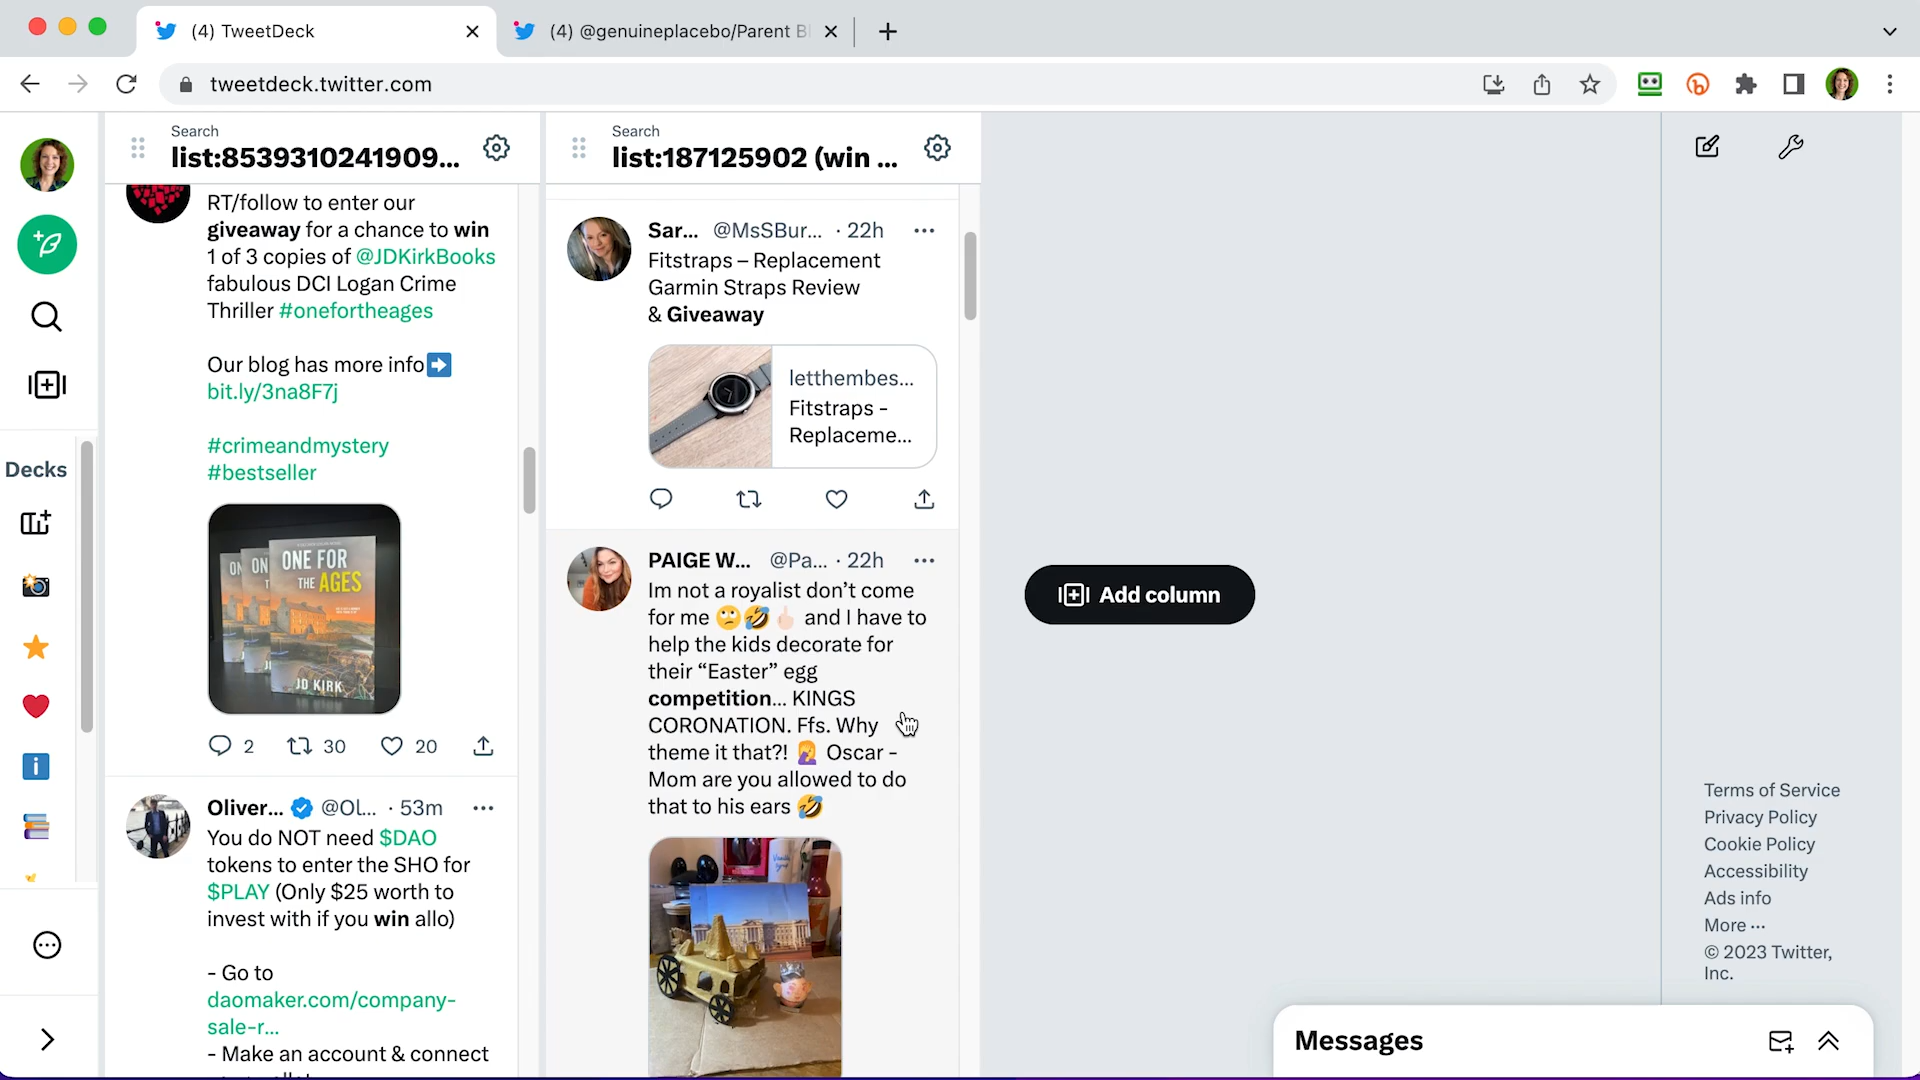 (4) TweetDeck
(4) @genuineplacebo/Parent B
tweetdeck.twitter.com
Decks
Search
list:8539310241909...
RT/follow to enter our
giveaway for a chance to win
1 of 3 copies of @JDKirkBooks
fabulous DCI Logan Crime
Thriller #onefortheages
Our blog has more info➡️
bit.ly/3na8F7j
#crimeandmystery
#bestseller
ONE FOR
THE AGES
JD KIRK
2 30 20
Oliver... @OL... · 53m
You do NOT need $DAO
tokens to enter the SHO for
$PLAY (Only $25 worth to
invest with if you win allo)
- Go to
daomaker.com/company-
sale-r...
- Make an account & connect
Search
list:187125902 (win ...
Sar... @MsSBur... · 22h
Fitstraps – Replacement
Garmin Straps Review
& Giveaway
letthembes...
Fitstraps -
Replaceme...
PAIGE W... @Pa... · 22h
Im not a royalist don’t come
for me 🙄🤣🖕🏻 and I have to
help the kids decorate for
their “Easter” egg
competition... KINGS
CORONATION. Ffs. Why
theme it that?! 🤦‍♀️ Oscar -
Mom are you allowed to do
that to his ears 🤣
Add column
Terms of Service
Privacy Policy
Cookie Policy
Accessibility
Ads info
More ···
© 2023 Twitter,
Inc.
Messages